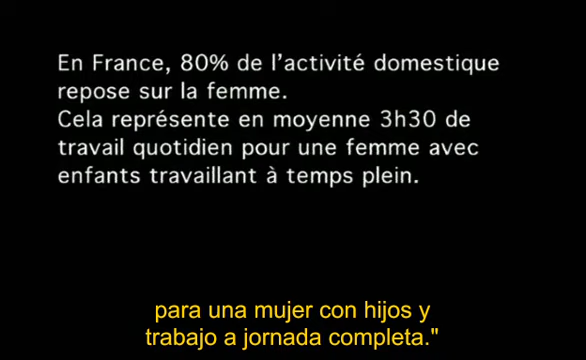 En France, 80% de l'activité domestique
repose sur la femme.
Cela représente en moyenne 3h30 de
travail quotidien pour une femme avec
enfants travaillant à temps plein.
para una mujer con hijos y
trabajo a jornada completa."